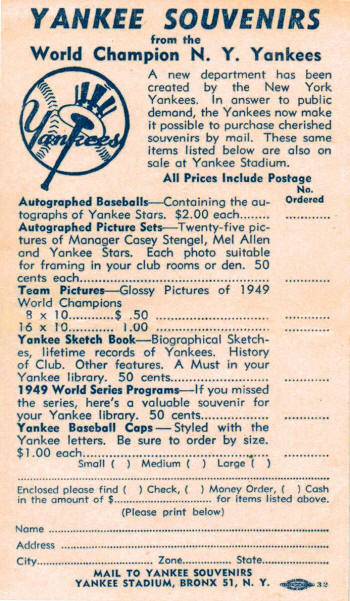 YANKEE SOUVENIRS
from the
World Champion N. Y. Yankees
Yankees
A new department has been
created by the New York
Yankees. In answer to public
demand, the Yankees now make
it possible to purchase cherished
souvenirs by mail. These same
items listed below are also on
sale at Yankee Stadium.
All Prices Include Postage
No.
Ordered
Autographed Baseballs—Containing the au-
tographs of Yankee Stars. $2.00 each........ ..............
Autographed Picture Sets—Twenty-five pic-
tures of Manager Casey Stengel, Mel Allen
and Yankee Stars. Each photo suitable
for framing in your club rooms or den. 50
cents each.............................. ..............
Team Pictures—Glossy Pictures of 1949
World Champions
8 x 10..........$ .50 ..............
16 x 10.......... 1.00 ..............
Yankee Sketch Book—Biographical Sketch-
es, lifetime records of Yankees. History
of Club. Other features. A Must in your
Yankee library. 50 cents.................... ..............
1949 World Series Programs—If you missed
the series, here's a valuable souvenir for
your Yankee library. 50 cents.................... ..............
Yankee Baseball Caps—Styled with the
Yankee letters. Be sure to order by size.
$1.00 each.............................. ..............
Small ( ) Medium ( ) Large ( )
Enclosed please find ( ) Check, ( ) Money Order, ( ) Cash
in the amount of $.................... for items listed above.
(Please print below)
Name ..............................
Address ..............................
City.................... Zone.......... State....................
MAIL TO YANKEE SOUVENIRS
YANKEE STADIUM, BRONX 51, N. Y.
32